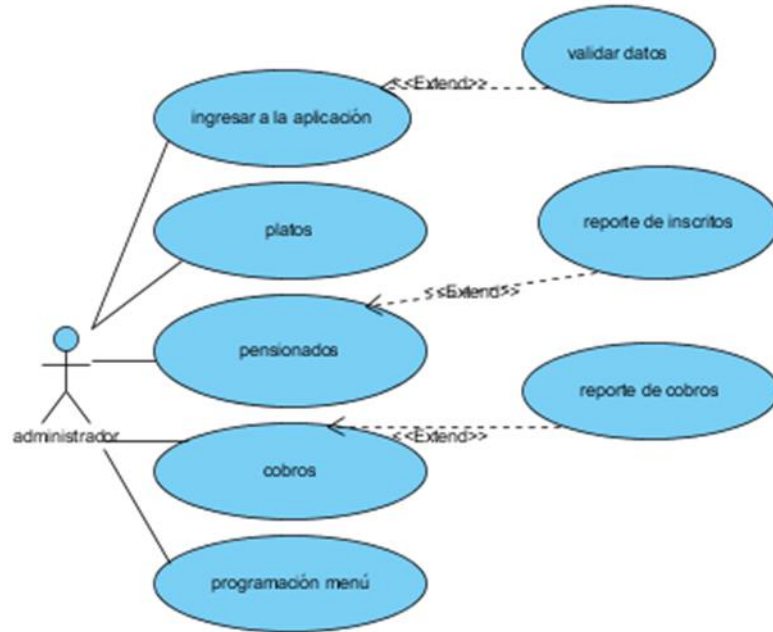 validar datos
<<Extend>>
ingresar a la aplicación
platos
reporte de inscritos
<<Extend>>
pensionados
reporte de cobros
administrador
<<Extend>>
cobros
programación menú